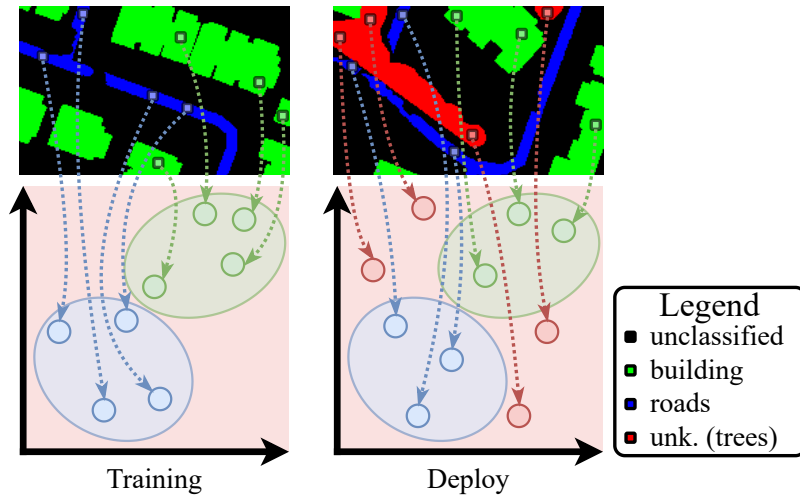 Legend
unclassified
building
roads
unk. (trees)
Training
Deploy